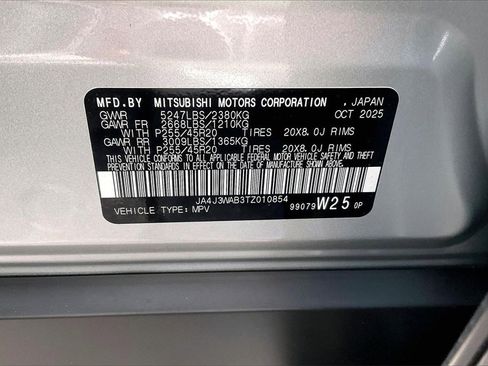 MFD.BY MITSUBISHI MOTORS CORPORATION , JAPAN
GVWR 5247LBS/2380KG OCT 2025
GAWR FR 2668LBS/1210KG
WITH P255/45R20 TIRES 20X8.0J RIMS
GAWR RR 3009LBS/1365KG
WITH P255/45R20 TIRES 20X8.0J RIMS
THIS VEHICLE CONFORMS TO ALL APPLICABLE FEDERAL MOTOR VEHICLE SAFETY AND THEFT
PREVENTION STANDARDS IN EFFECT ON THE DATE OF MANUFACTURE SHOWN ABOVE.
JA4J3WAB3TZ010854
VEHICLE TYPE: MPV 99079 W25 0P